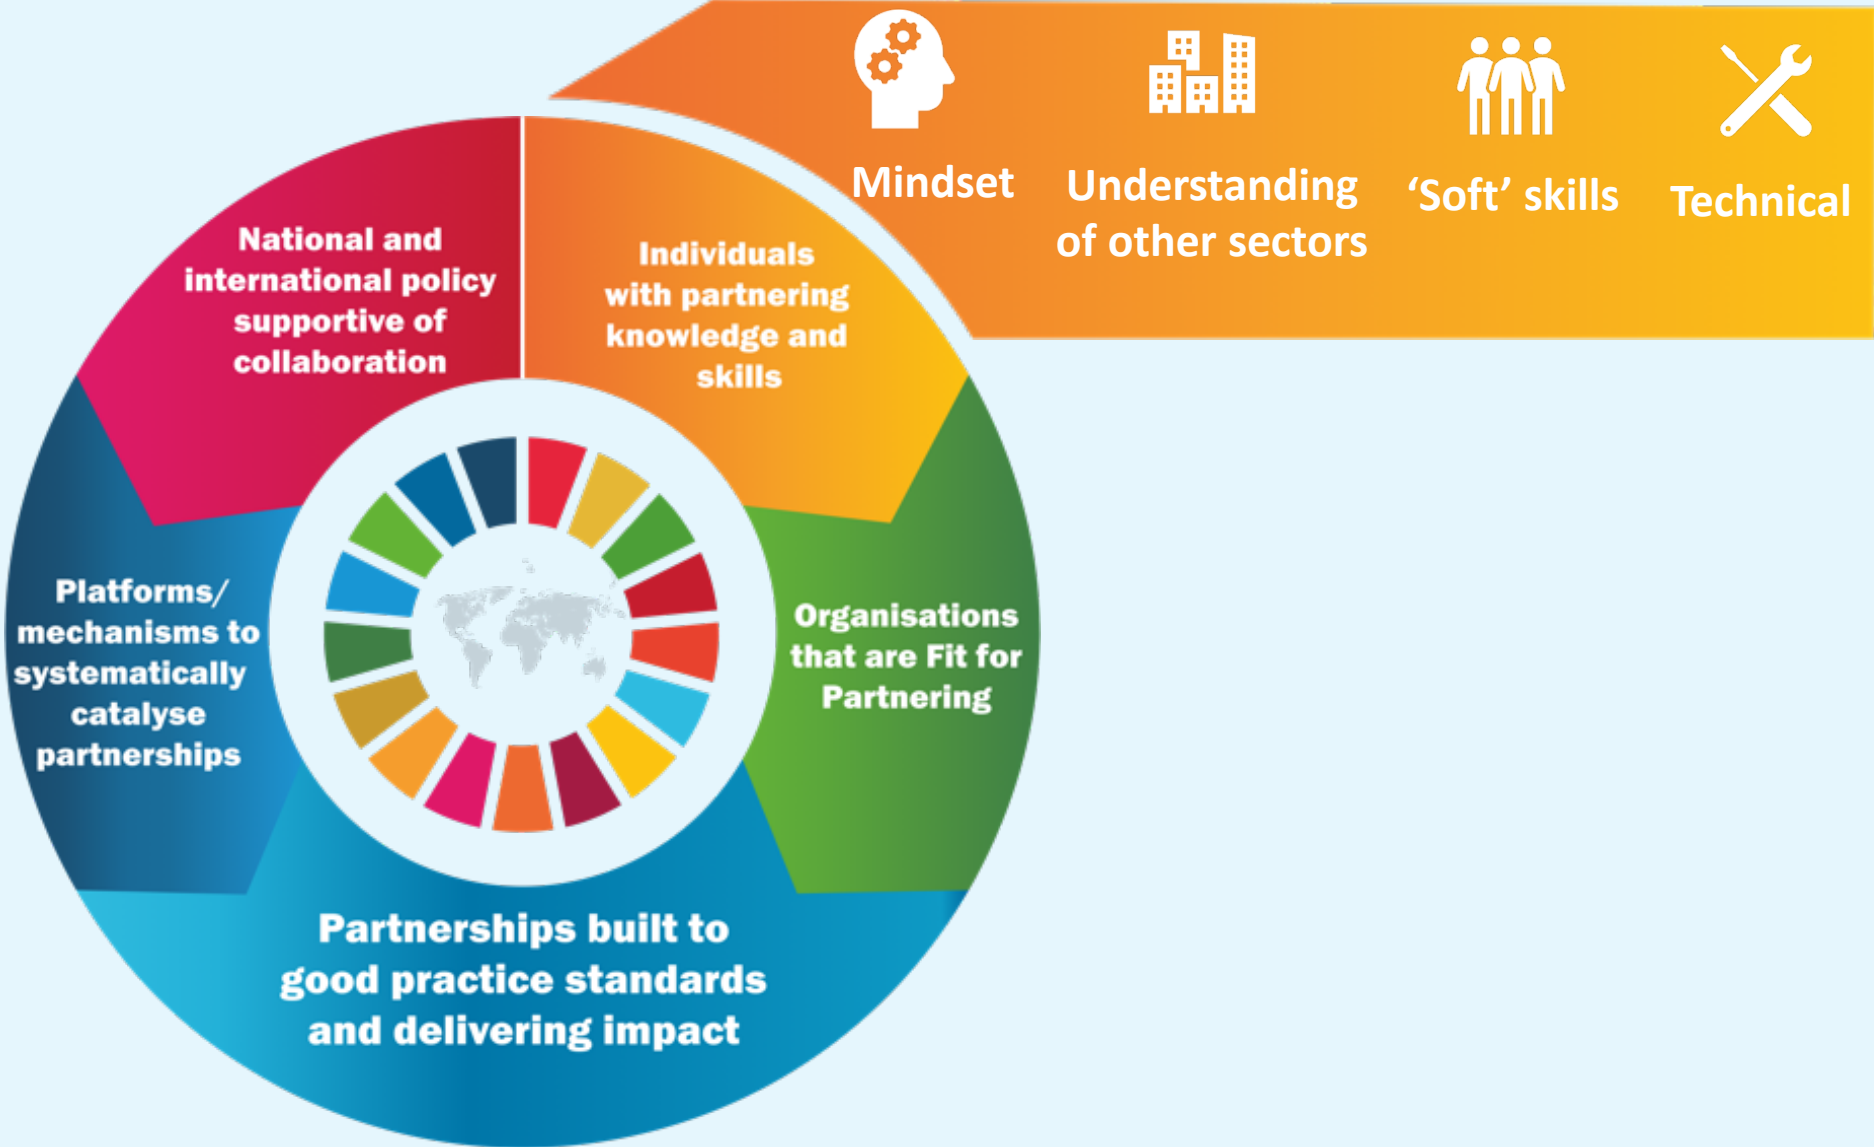 Mindset
Understanding
of other sectors
‘Soft’ skills
Technical
National and
international policy
supportive of
collaboration
Individuals
with partnering
knowledge and
skills
Platforms/
mechanisms to
systematically
catalyse
partnerships
Organisations
that are Fit for
Partnering
Partnerships built to
good practice standards
and delivering impact